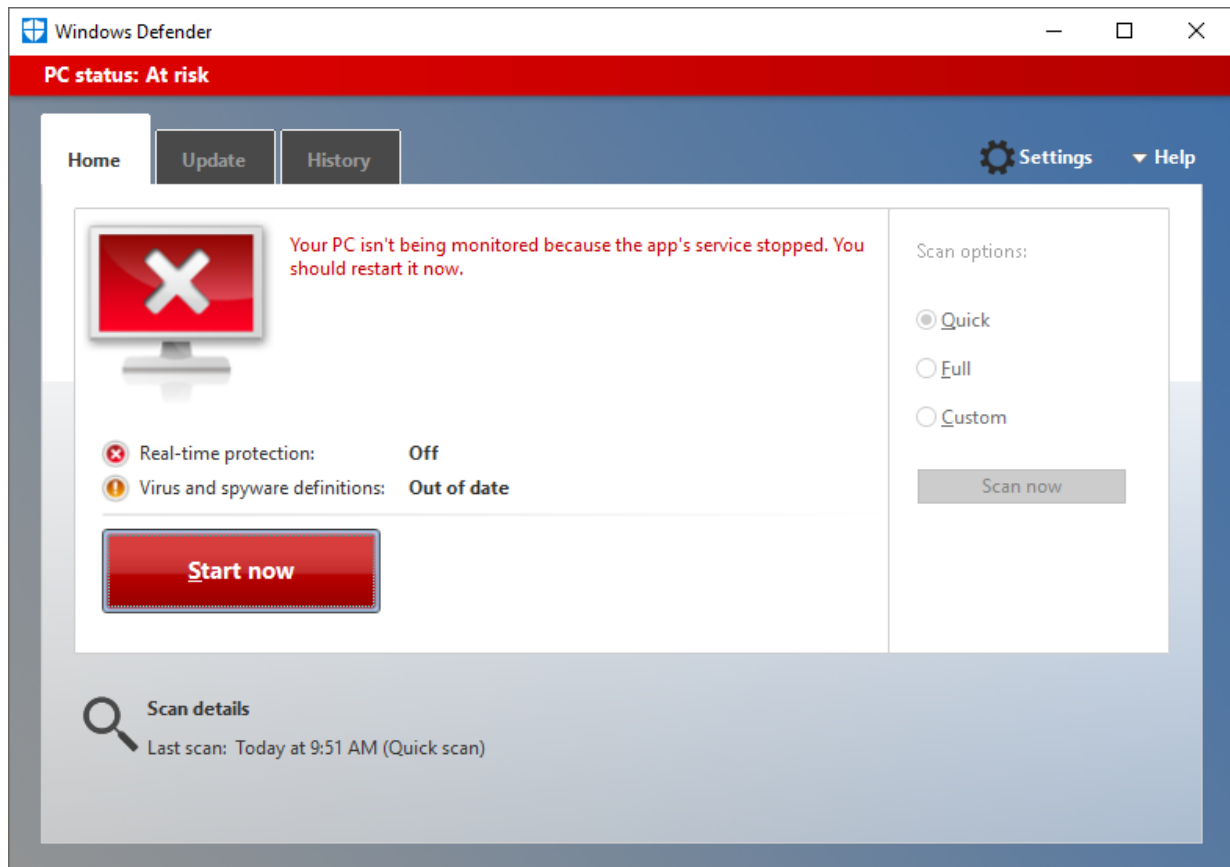 Windows Defender
PC status: At risk
Home
Update
History
Settings
Help
Your PC isn't being monitored because the app's service stopped. You
should restart it now.
Real-time protection: Off
Virus and spyware definitions: Out of date
Start now
Scan options:
Quick
Full
Custom
Scan now
Scan details
Last scan: Today at 9:51 AM (Quick scan)